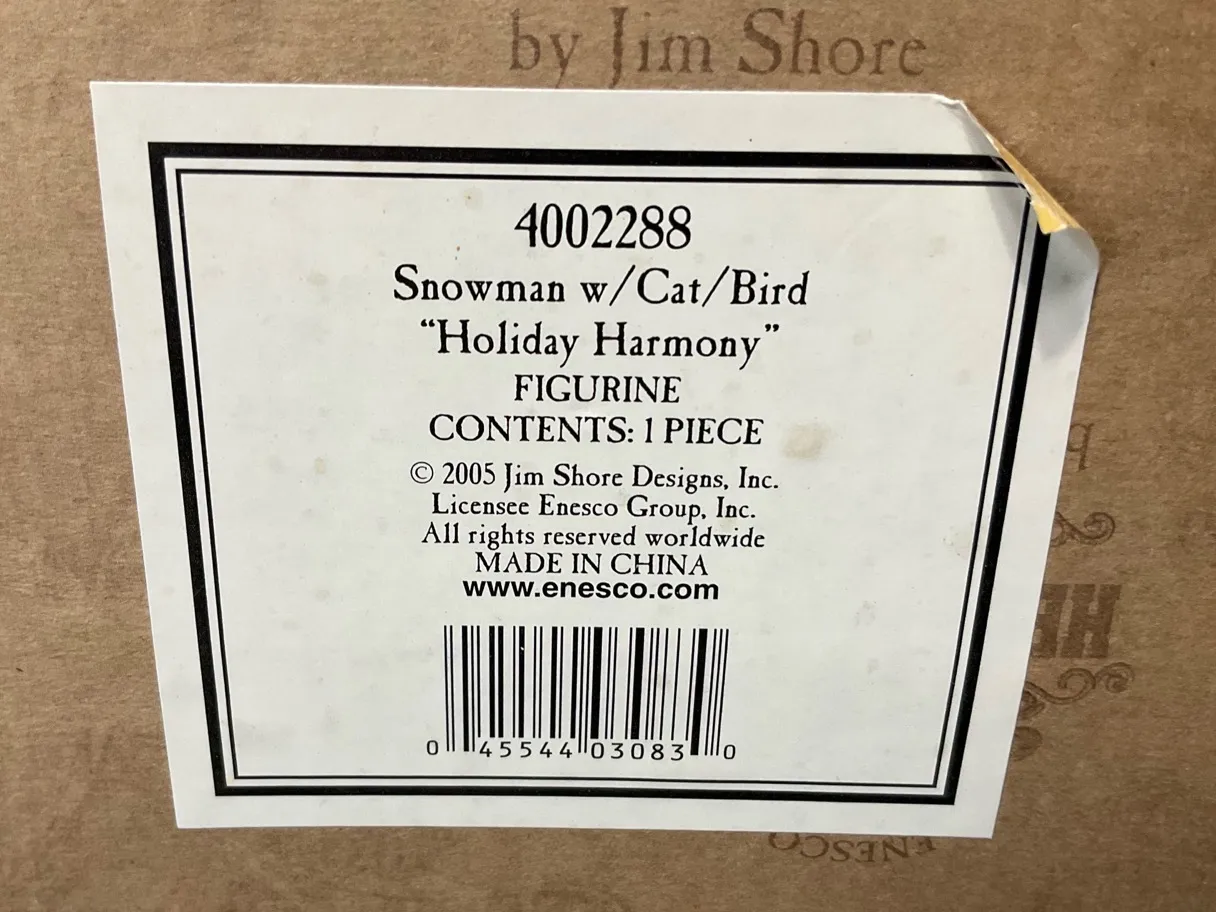 by Jim Shore
4002288
Snowman w/Cat/Bird
“Holiday Harmony”
FIGURINE
CONTENTS: 1 PIECE
© 2005 Jim Shore Designs, Inc.
Licensee Enesco Group, Inc.
All rights reserved worldwide
MADE IN CHINA
www.enesco.com
0 45544 03083 0
ENESCO